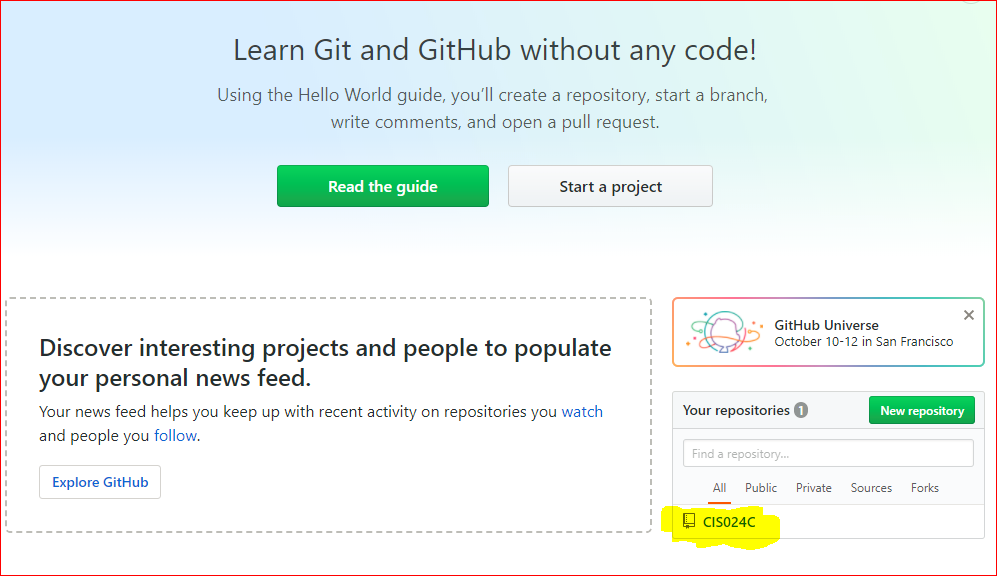 Learn Git and GitHub without any code!
Using the Hello World guide, you’ll create a repository, start a branch,
write comments, and open a pull request.
Read the guide
Start a project
Discover interesting projects and people to populate
your personal news feed.
Your news feed helps you keep up with recent activity on repositories you watch
and people you follow.
Explore GitHub
GitHub Universe
October 10-12 in San Francisco
Your repositories 1
New repository
Find a repository...
All Public Private Sources Forks
CIS024C